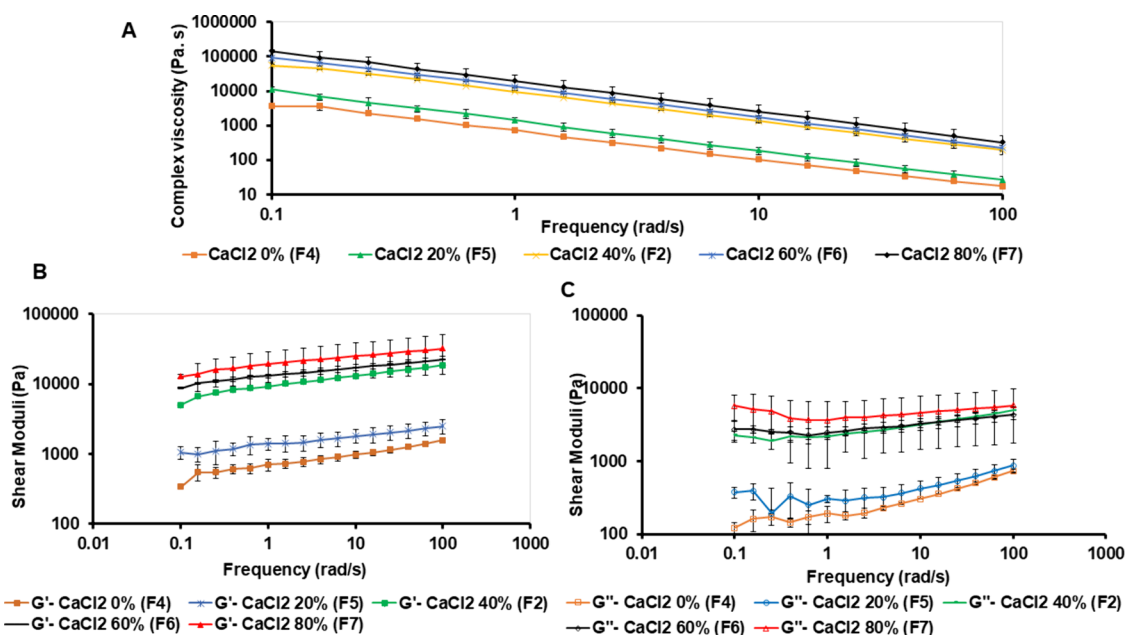 A
Complex viscosity (Pa. s)
1000000
100000
10000
1000
100
10
0.1 1 10 100
Frequency (rad/s)
CaCl2 0% (F4) CaCl2 20% (F5) CaCl2 40% (F2) CaCl2 60% (F6) CaCl2 80% (F7)
B
Shear Moduli (Pa)
100000
10000
1000
100
0.01 0.1 1 10 100 1000
Frequency (rad/s)
G'- CaCl2 0% (F4) G'- CaCl2 20% (F5) G'- CaCl2 40% (F2)
G'- CaCl2 60% (F6) G'- CaCl2 80% (F7)
C
Shear Moduli (Pa)
100000
10000
1000
100
0.01 0.1 1 10 100 1000
Frequency (rad/s)
G''- CaCl2 0% (F4) G''- CaCl2 20% (F5) G''- CaCl2 40% (F2)
G''- CaCl2 60% (F6) G''- CaCl2 80% (F7)